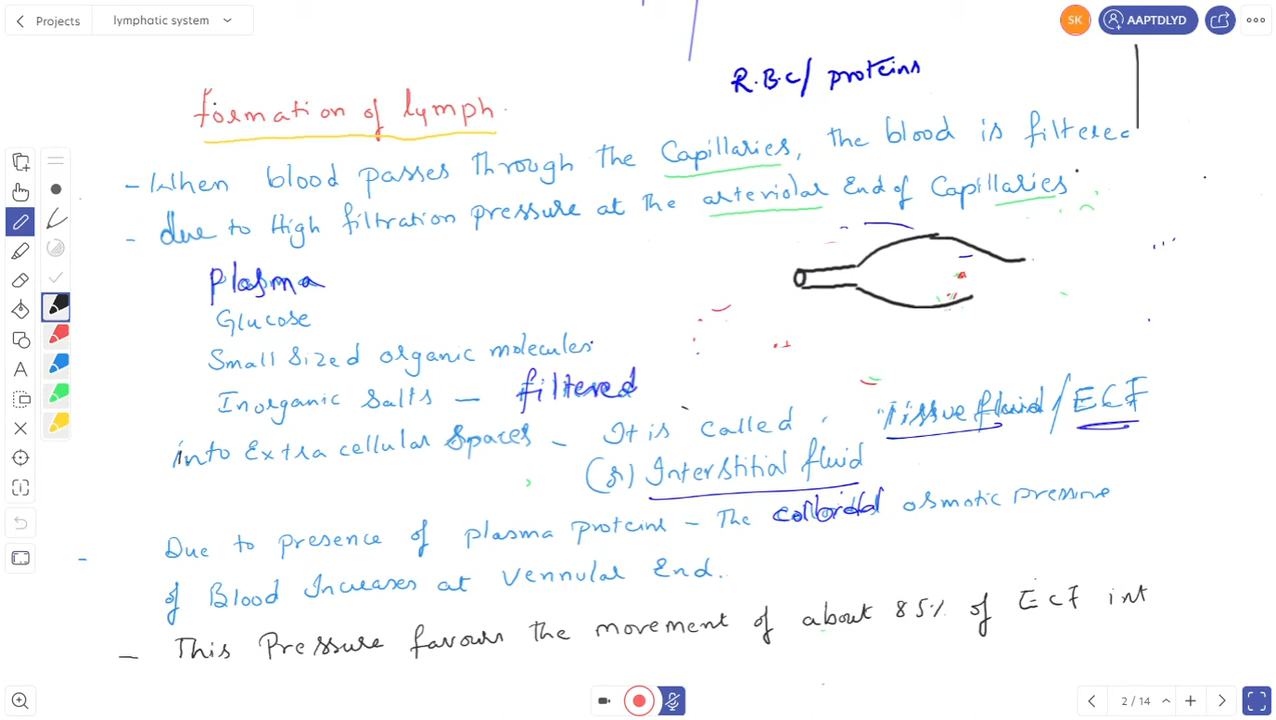 Projects
lymphatic system
SK
AAPTDLYD
R.B.C/ proteins
formation of lymph.
- When blood passes through the Capillaries, the blood is filtered
- due to High filtration pressure at the arteriolar End of Capillaries
plasma
Glucose
Small sized organic molecules
Inorganic Salts - filtered
into Extra cellular Spaces - It is called Tissue fluid / ECF
(or) Interstitial fluid
- Due to presence of plasma proteins - The colloidal osmotic pressure
of Blood Increases at Vennular End.
- This Pressure favours the movement of about 85% of ECF int
2 / 14